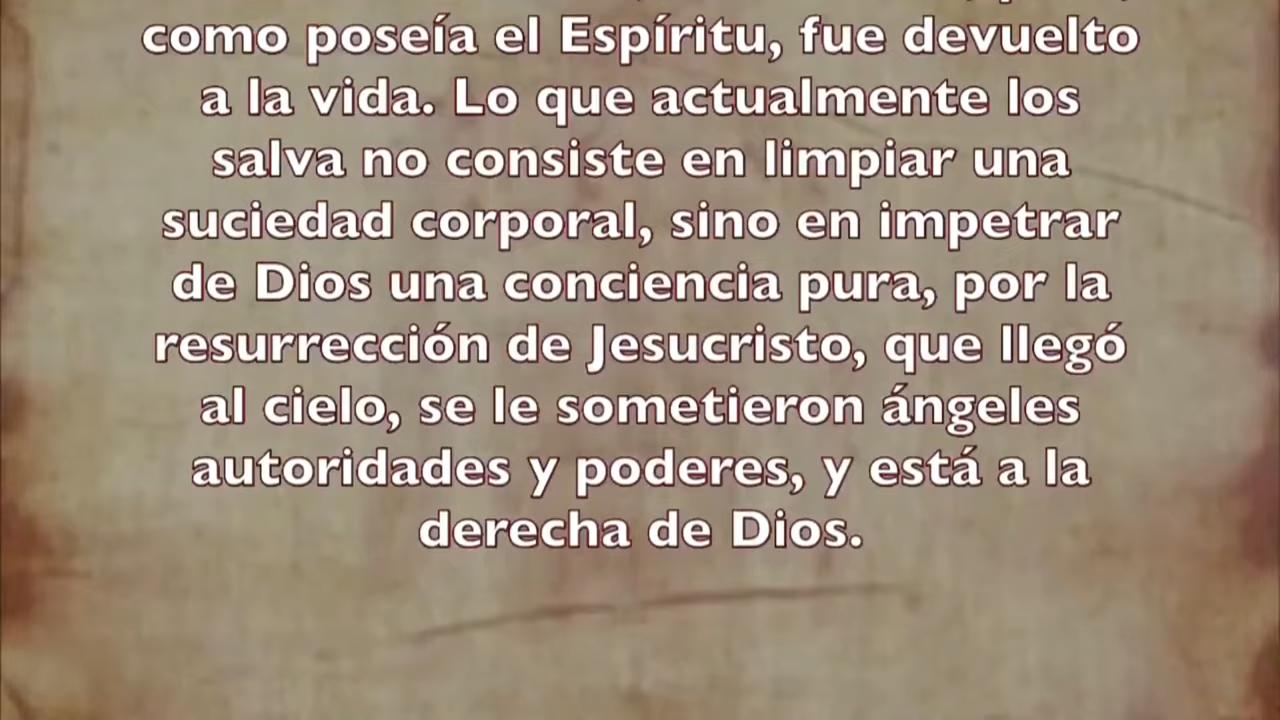 como poseía el Espíritu, fue devuelto
a la vida. Lo que actualmente los
salva no consiste en limpiar una
suciedad corporal, sino en impetrar
de Dios una conciencia pura, por la
resurrección de Jesucristo, que llegó
al cielo, se le sometieron ángeles
autoridades y poderes, y está a la
derecha de Dios.